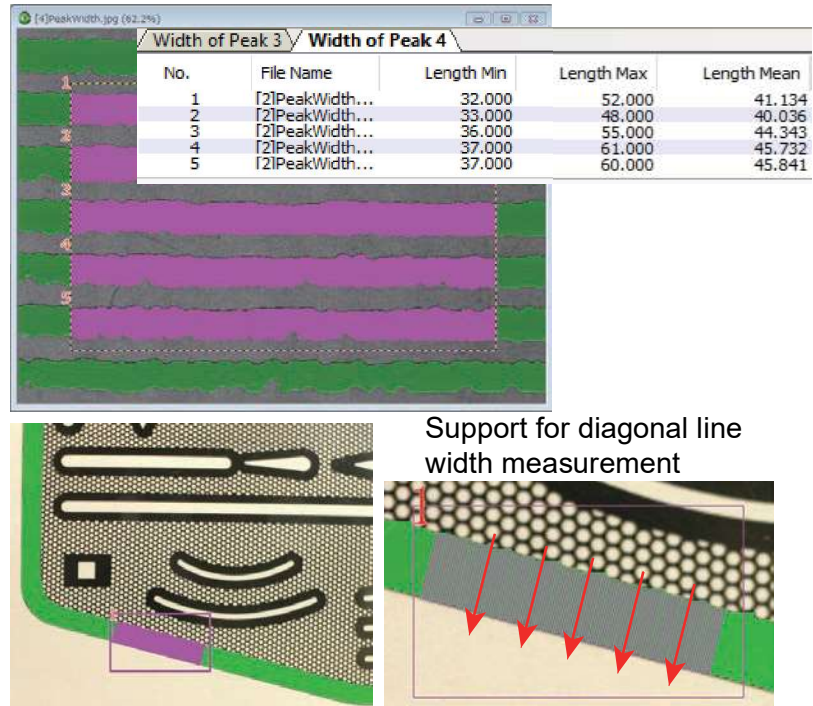 [4]PeakWidth.jpg (62.2%)
Width of Peak 3 Width of Peak 4
No. File Name Length Min Length Max Length Mean
1 [2]PeakWidth... 32.000 52.000 41.134
2 [2]PeakWidth... 33.000 48.000 40.036
3 [2]PeakWidth... 36.000 55.000 44.343
4 [2]PeakWidth... 37.000 61.000 45.732
5 [2]PeakWidth... 37.000 60.000 45.841
1
2
3
4
5
Support for diagonal line
width measurement
1